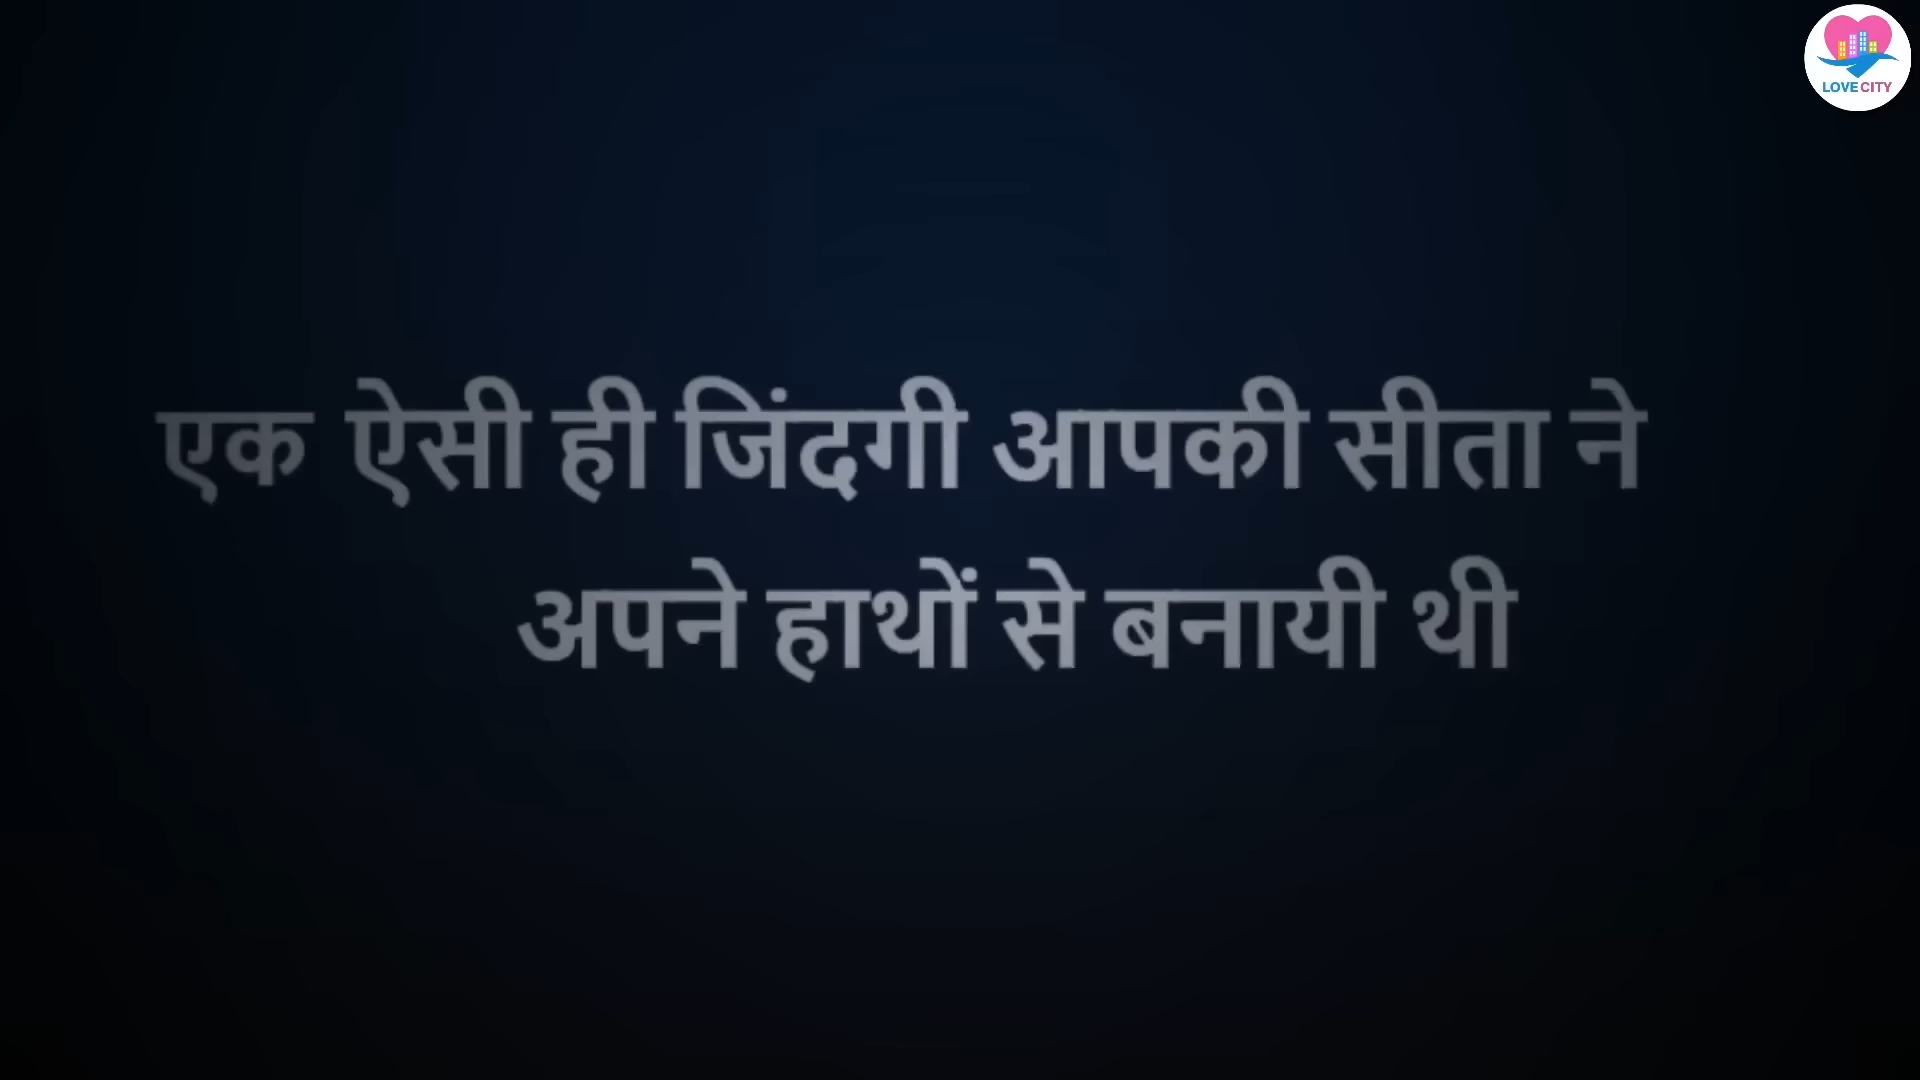 LOVE CITY
एक ऐसी ही जिंदगी आपकी सीता ने
अपने हाथों से बनायी थी